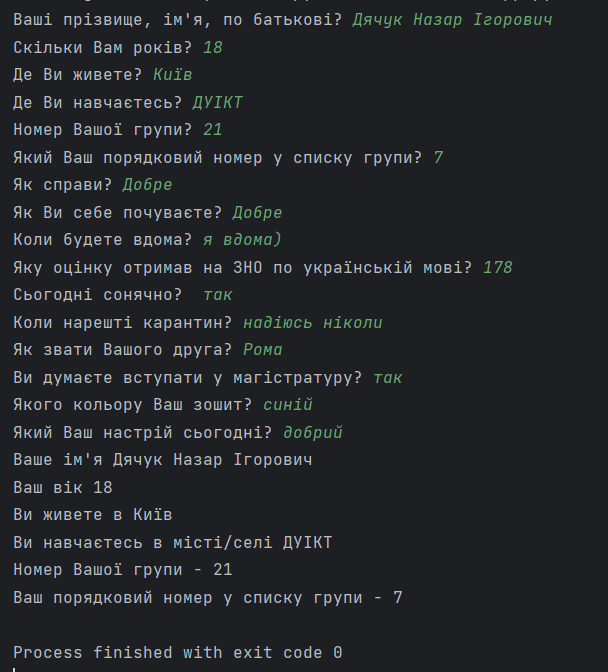 Ваші прізвище, ім'я, по батькові? Дячук Назар Ігорович
Скільки Вам років? 18
Де Ви живете? Київ
Де Ви навчаєтесь? ДУІКТ
Номер Вашої групи? 21
Який Ваш порядковий номер у списку групи? 7
Як справи? Добре
Як Ви себе почуваєте? Добре
Коли будете вдома? я вдома)
Яку оцінку отримав на ЗНО по українській мові? 178
Сьогодні сонячно?  так
Коли нарешті карантин? надіюсь ніколи
Як звати Вашого друга? Рома
Ви думаєте вступати у магістратуру? так
Якого кольору Ваш зошит? синій
Який Ваш настрій сьогодні? добрий
Ваше ім'я Дячук Назар Ігорович
Ваш вік 18
Ви живете в Київ
Ви навчаєтесь в місті/селі ДУІКТ
Номер Вашої групи - 21
Ваш порядковий номер у списку групи - 7
Process finished with exit code 0